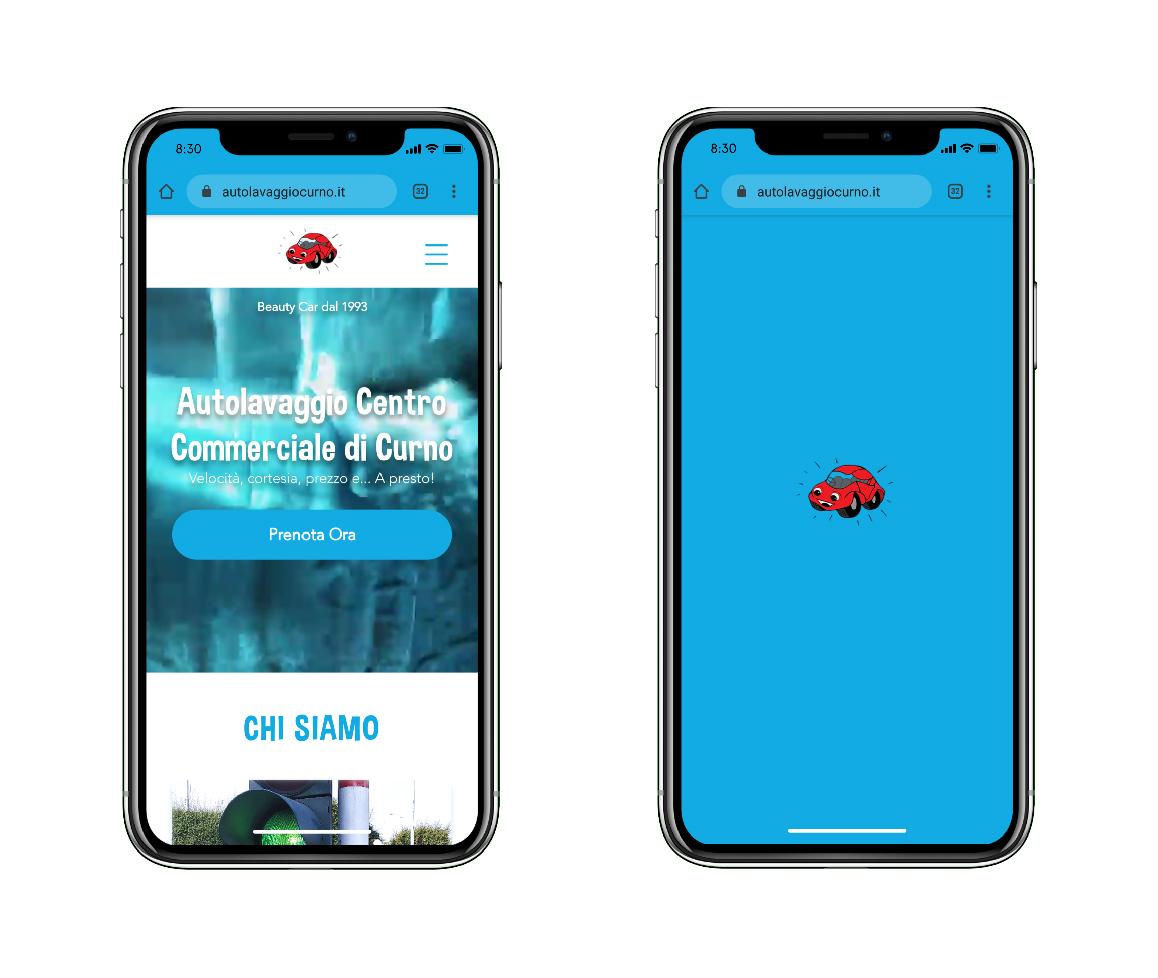 8:30
autolavaggiocurno.it
32
Beauty Car dal 1993
Autolavaggio Centro
Commerciale di Curno
Velocità, cortesia, prezzo e... A presto!
Prenota Ora
CHI SIAMO
8:30
autolavaggiocurno.it
32